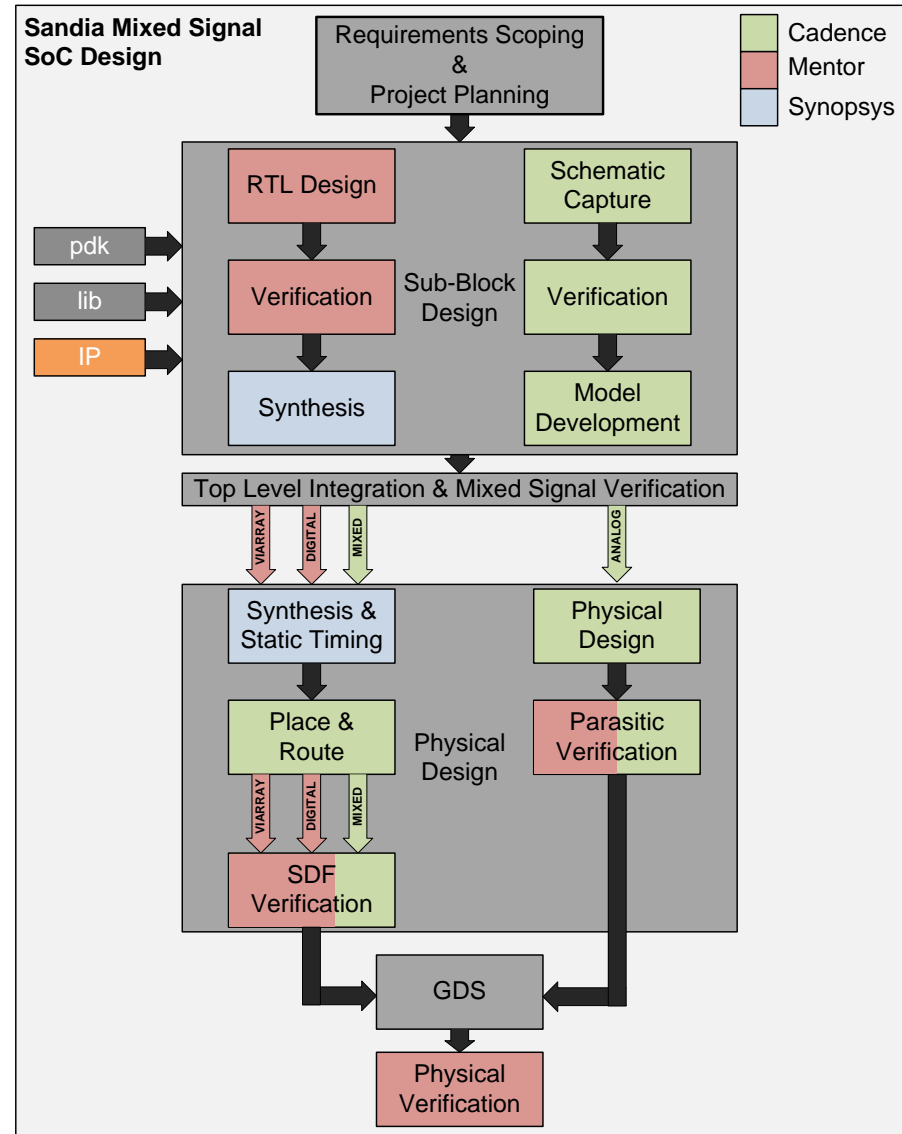 Sandia Mixed Signal
SoC Design
Requirements Scoping
&
Project Planning
Cadence
Mentor
Synopsys
RTL Design
Schematic
Capture
pdk
lib
IP
Verification
Sub-Block
Design
Verification
Synthesis
Model
Development
Top Level Integration & Mixed Signal Verification
VIARRAY
DIGITAL
MIXED
ANALOG
Synthesis &
Static Timing
Physical
Design
Place &
Route
Physical
Design
Parasitic
Verification
VIARRAY
DIGITAL
MIXED
SDF
Verification
GDS
Physical
Verification